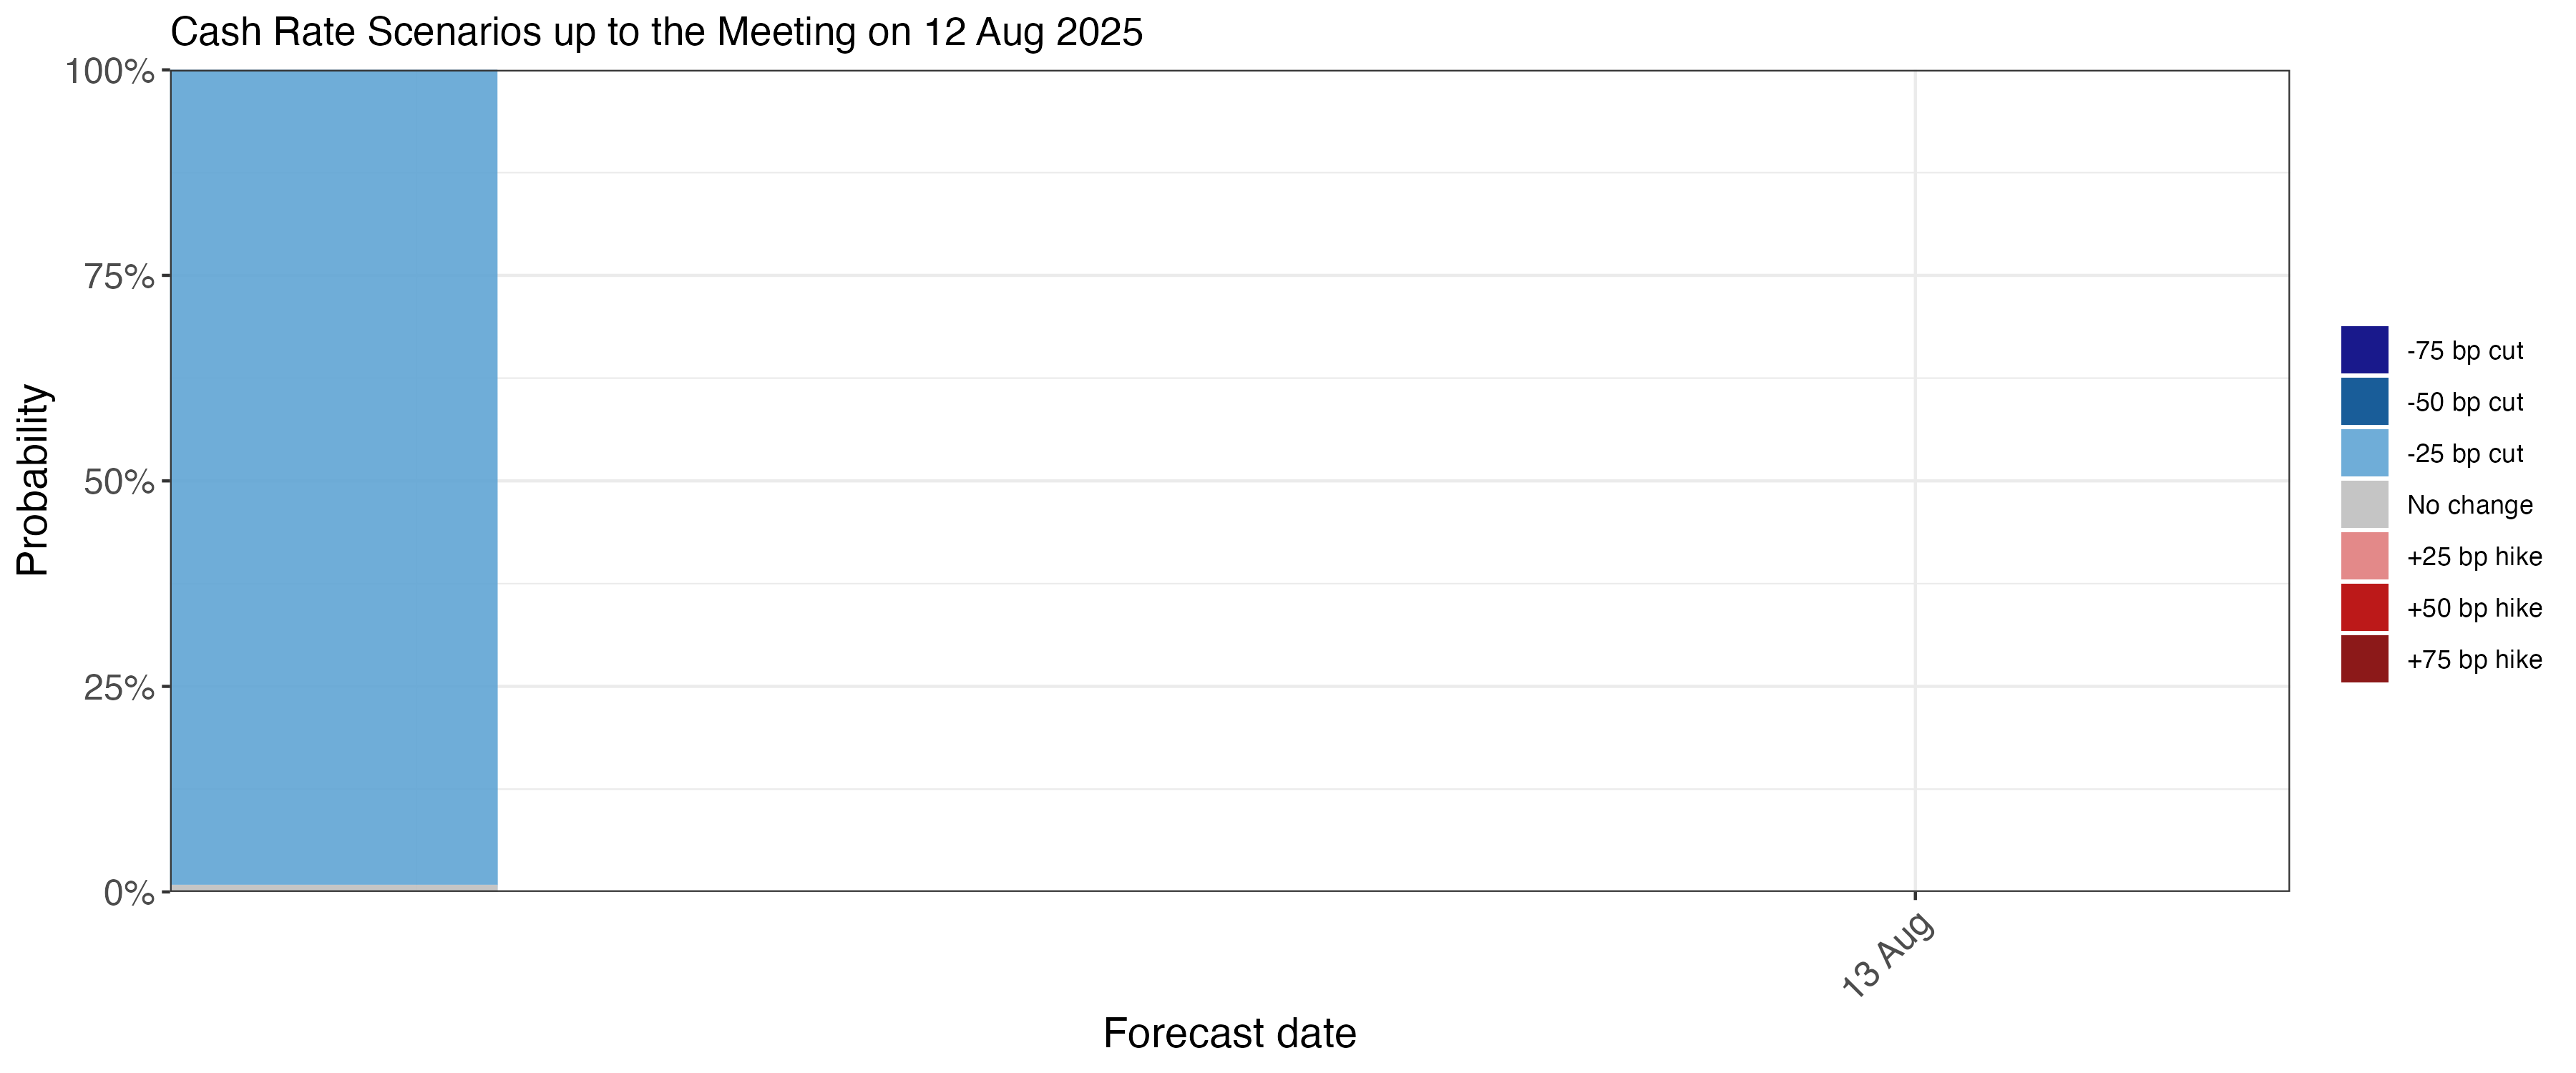 Cash Rate Scenarios up to the Meeting on 12 Aug 2025
100%
75%
50%
25%
0%
Probability
13 Aug
Forecast date
-75 bp cut
-50 bp cut
-25 bp cut
No change
+25 bp hike
+50 bp hike
+75 bp hike